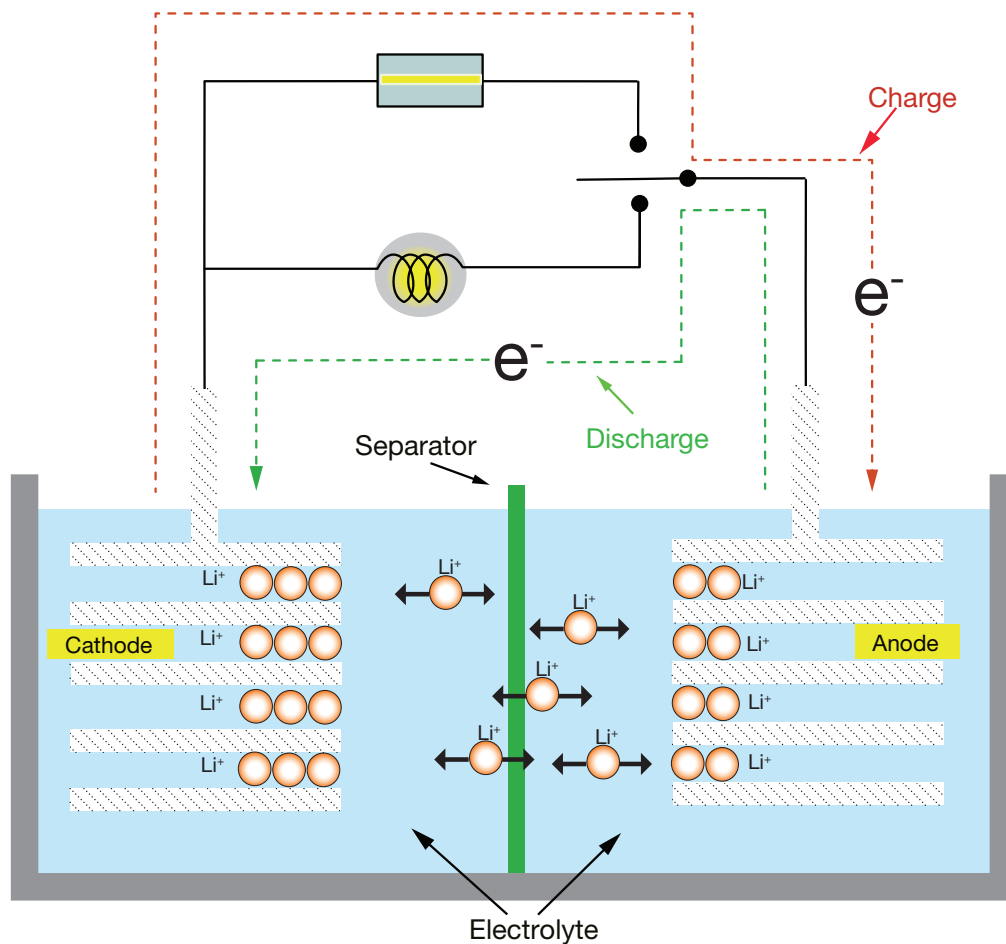 Charge
e⁻
e⁻
Discharge
Separator
Li⁺
Li⁺
Li⁺
Li⁺
Li⁺
Cathode
Li⁺
Li⁺
Anode
Li⁺
Li⁺
Li⁺
Li⁺
Li⁺
Li⁺
Li⁺
Electrolyte